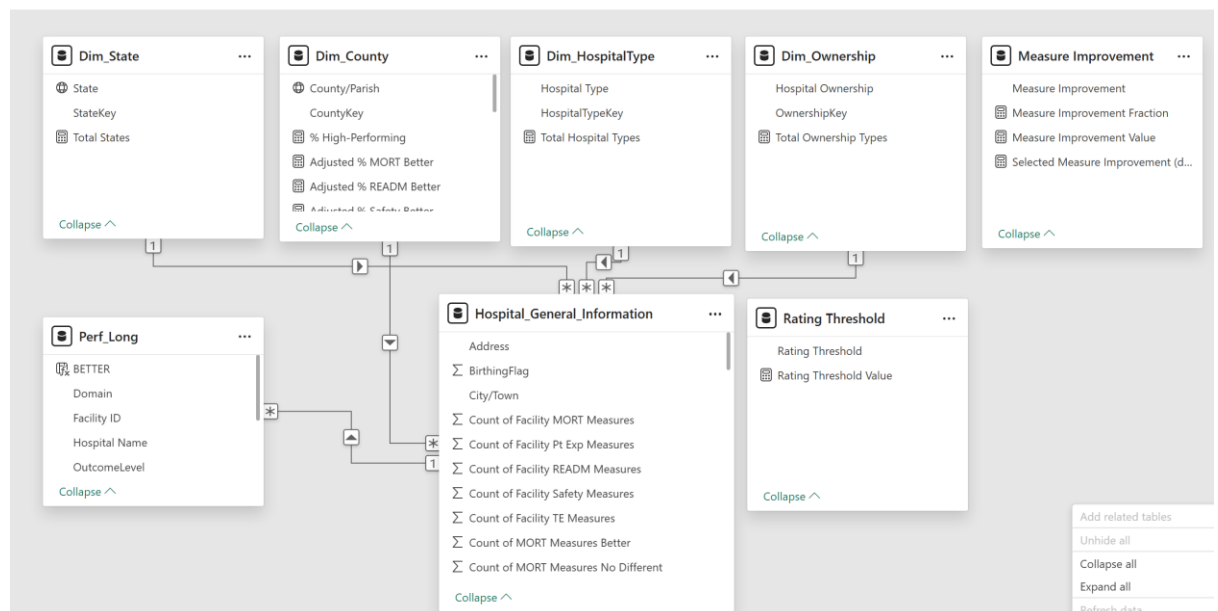 Dim_State
State
StateKey
Total States
Collapse
Dim_County
County/Parish
CountyKey
% High-Performing
Adjusted % MORT Better
Adjusted % READM Better
Adjusted % Safety Better
Collapse
Dim_HospitalType
Hospital Type
HospitalTypeKey
Total Hospital Types
Collapse
Dim_Ownership
Hospital Ownership
OwnershipKey
Total Ownership Types
Collapse
Measure Improvement
Measure Improvement
Measure Improvement Fraction
Measure Improvement Value
Selected Measure Improvement (d...
Collapse
1
1
1
1
*
*
*
Perf_Long
BETTER
Domain
Facility ID
Hospital Name
OutcomeLevel
Collapse
*
*
1
Hospital_General_Information
Address
Σ BirthingFlag
City/Town
Σ Count of Facility MORT Measures
Σ Count of Facility Pt Exp Measures
Σ Count of Facility READM Measures
Σ Count of Facility Safety Measures
Σ Count of Facility TE Measures
Σ Count of MORT Measures Better
Σ Count of MORT Measures No Different
Collapse
Rating Threshold
Rating Threshold
Rating Threshold Value
Collapse
Add related tables
Unhide all
Collapse all
Expand all
Refresh data